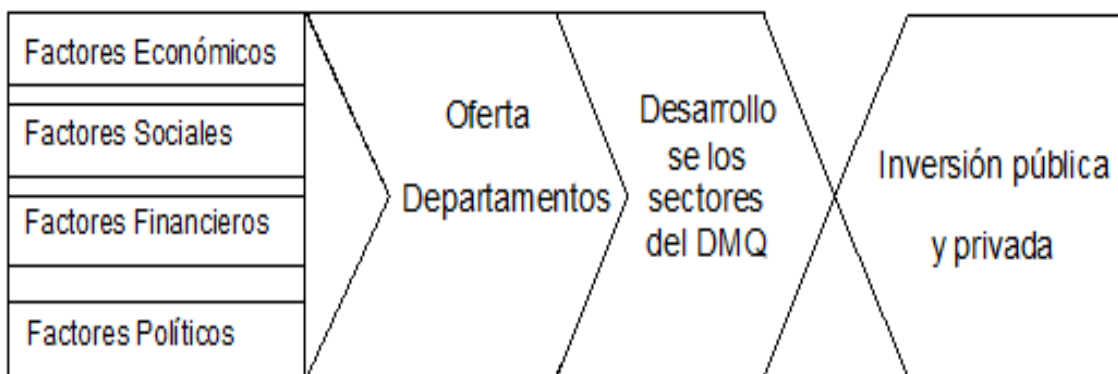 Factores Económicos
Factores Sociales
Factores Financieros
Factores Políticos
Oferta
Departamentos
Desarrollo
se los
sectores
del DMQ
Inversión pública
y privada